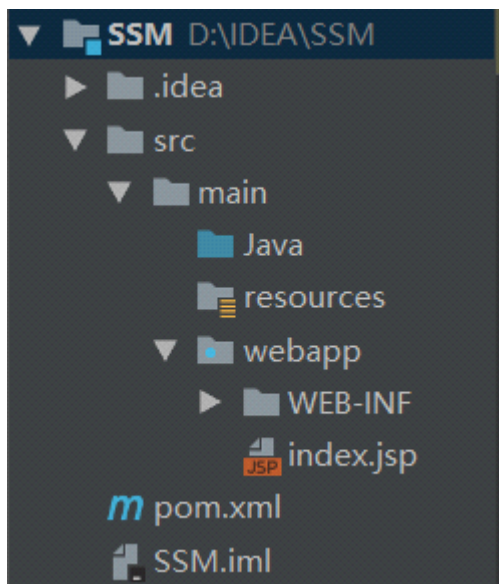 SSM D:\IDEA\SSM
.idea
src
main
Java
resources
webapp
WEB-INF
JSP index.jsp
m pom.xml
SSM.iml